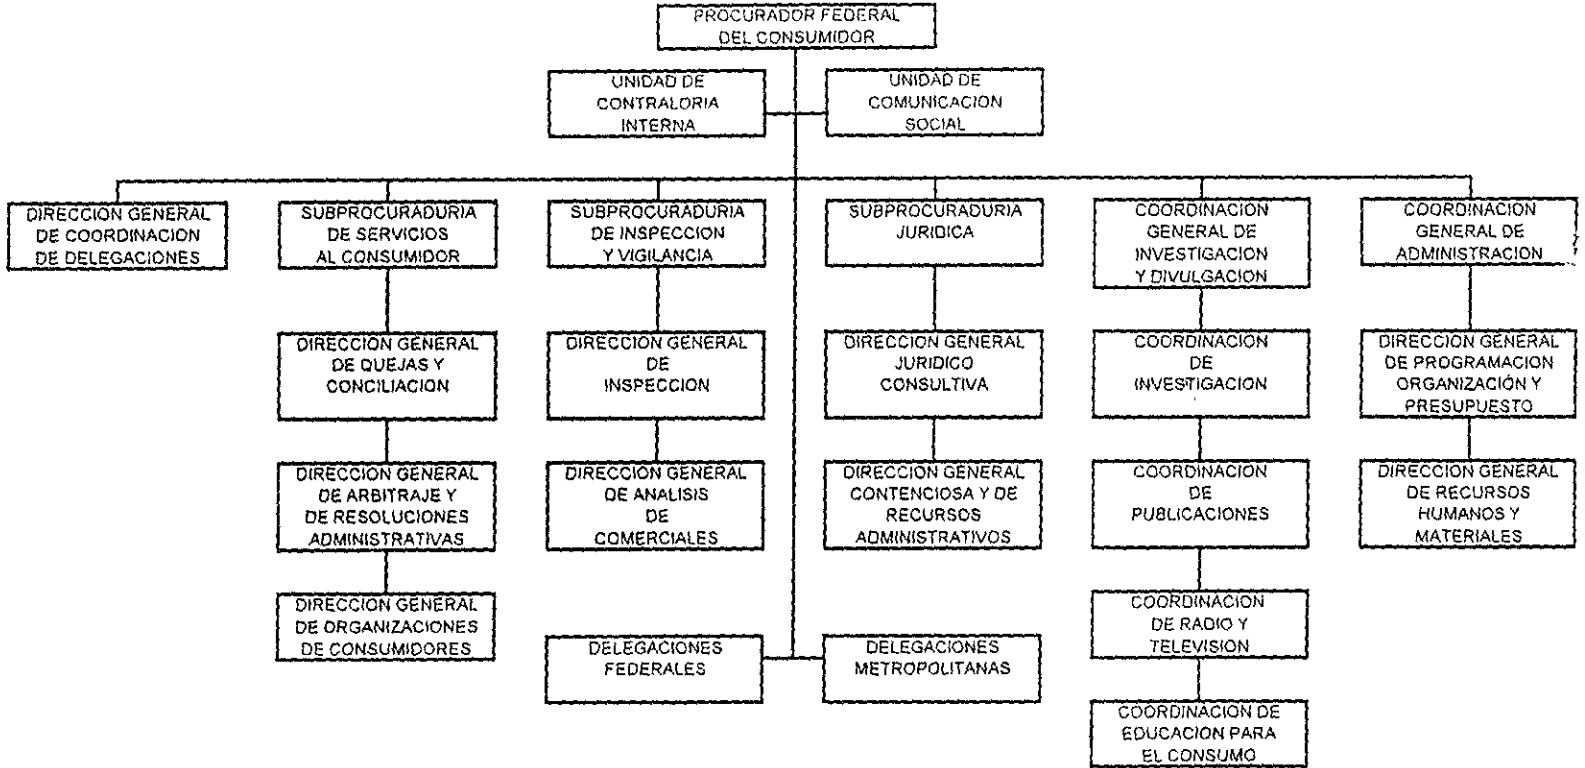 PROCURADOR FEDERAL
DEL CONSUMIDOR
UNIDAD DE
CONTRALORIA
INTERNA
UNIDAD DE
COMUNICACION
SOCIAL
DIRECCION GENERAL
DE COORDINACION
DE DELEGACIONES
SUBPROCURADURIA
DE SERVICIOS
AL CONSUMIDOR
SUBPROCURADURIA
DE INSPECCION
Y VIGILANCIA
SUBPROCURADURIA
JURIDICA
COORDINACION
GENERAL DE
INVESTIGACION
Y DIVULGACION
COORDINACION
GENERAL DE
ADMINISTRACION
DIRECCION GENERAL
DE QUEJAS Y
CONCILIACION
DIRECCION GENERAL
DE
INSPECCION
DIRECCION GENERAL
JURIDICO
CONSULTIVA
COORDINACION
DE
INVESTIGACION
DIRECCION GENERAL
DE PROGRAMACION
ORGANIZACIÓN Y
PRESUPUESTO
DIRECCION GENERAL
DE ARBITRAJE Y
DE RESOLUCIONES
ADMINISTRATIVAS
DIRECCION GENERAL
DE ANALISIS
DE
COMERCIALES
DIRECCION GENERAL
CONTENCIOSA Y DE
RECURSOS
ADMINISTRATIVOS
COORDINACION
DE
PUBLICACIONES
DIRECCION GENERAL
DE RECURSOS
HUMANOS Y
MATERIALES
DIRECCION GENERAL
DE ORGANIZACIONES
DE CONSUMIDORES
DELEGACIONES
FEDERALES
DELEGACIONES
METROPOLITANAS
COORDINACION
DE RADIO Y
TELEVISION
COORDINACION DE
EDUCACION PARA
EL CONSUMO